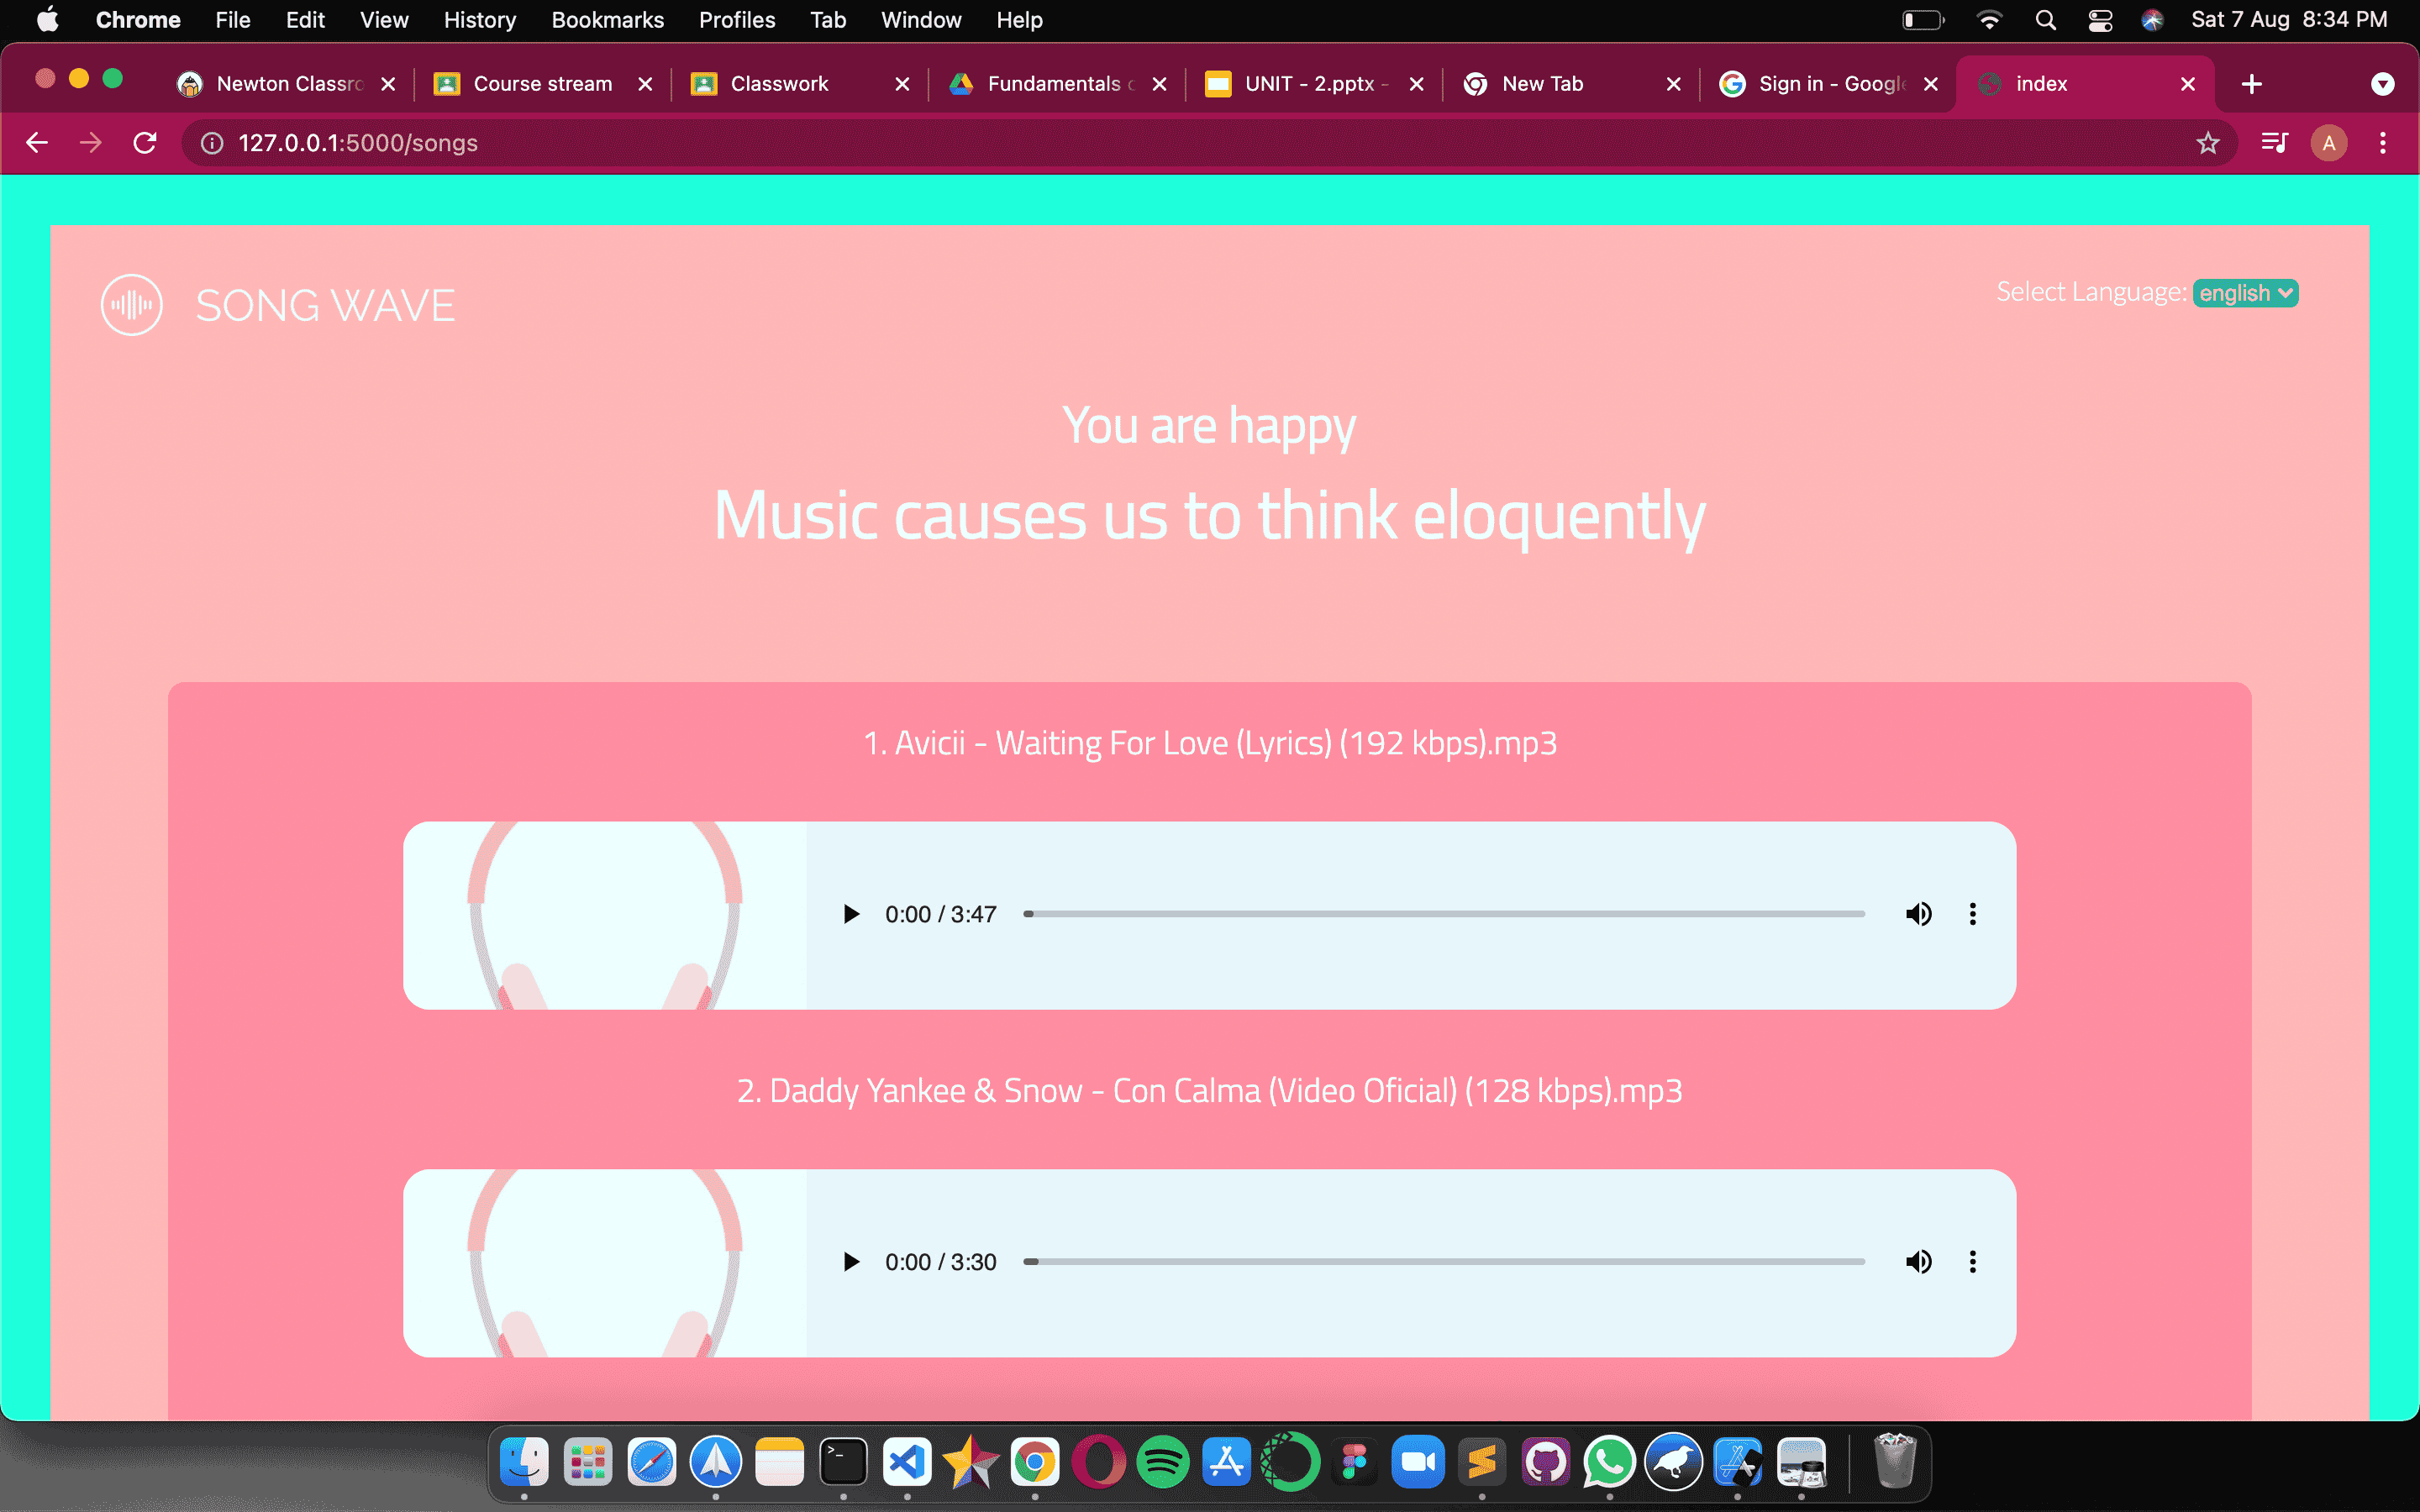 Chrome File Edit View History Bookmarks Profiles Tab Window Help Sat 7 Aug 8:34 PM
Newton Classro Course stream Classwork Fundamentals UNIT - 2.pptx - New Tab Sign in - Google index
127.0.0.1:5000/songs A
SONG WAVE
Select Language: english
You are happy
Music causes us to think eloquently
1. Avicii - Waiting For Love (Lyrics) (192 kbps).mp3
0:00 / 3:47
2. Daddy Yankee & Snow - Con Calma (Video Oficial) (128 kbps).mp3
0:00 / 3:30